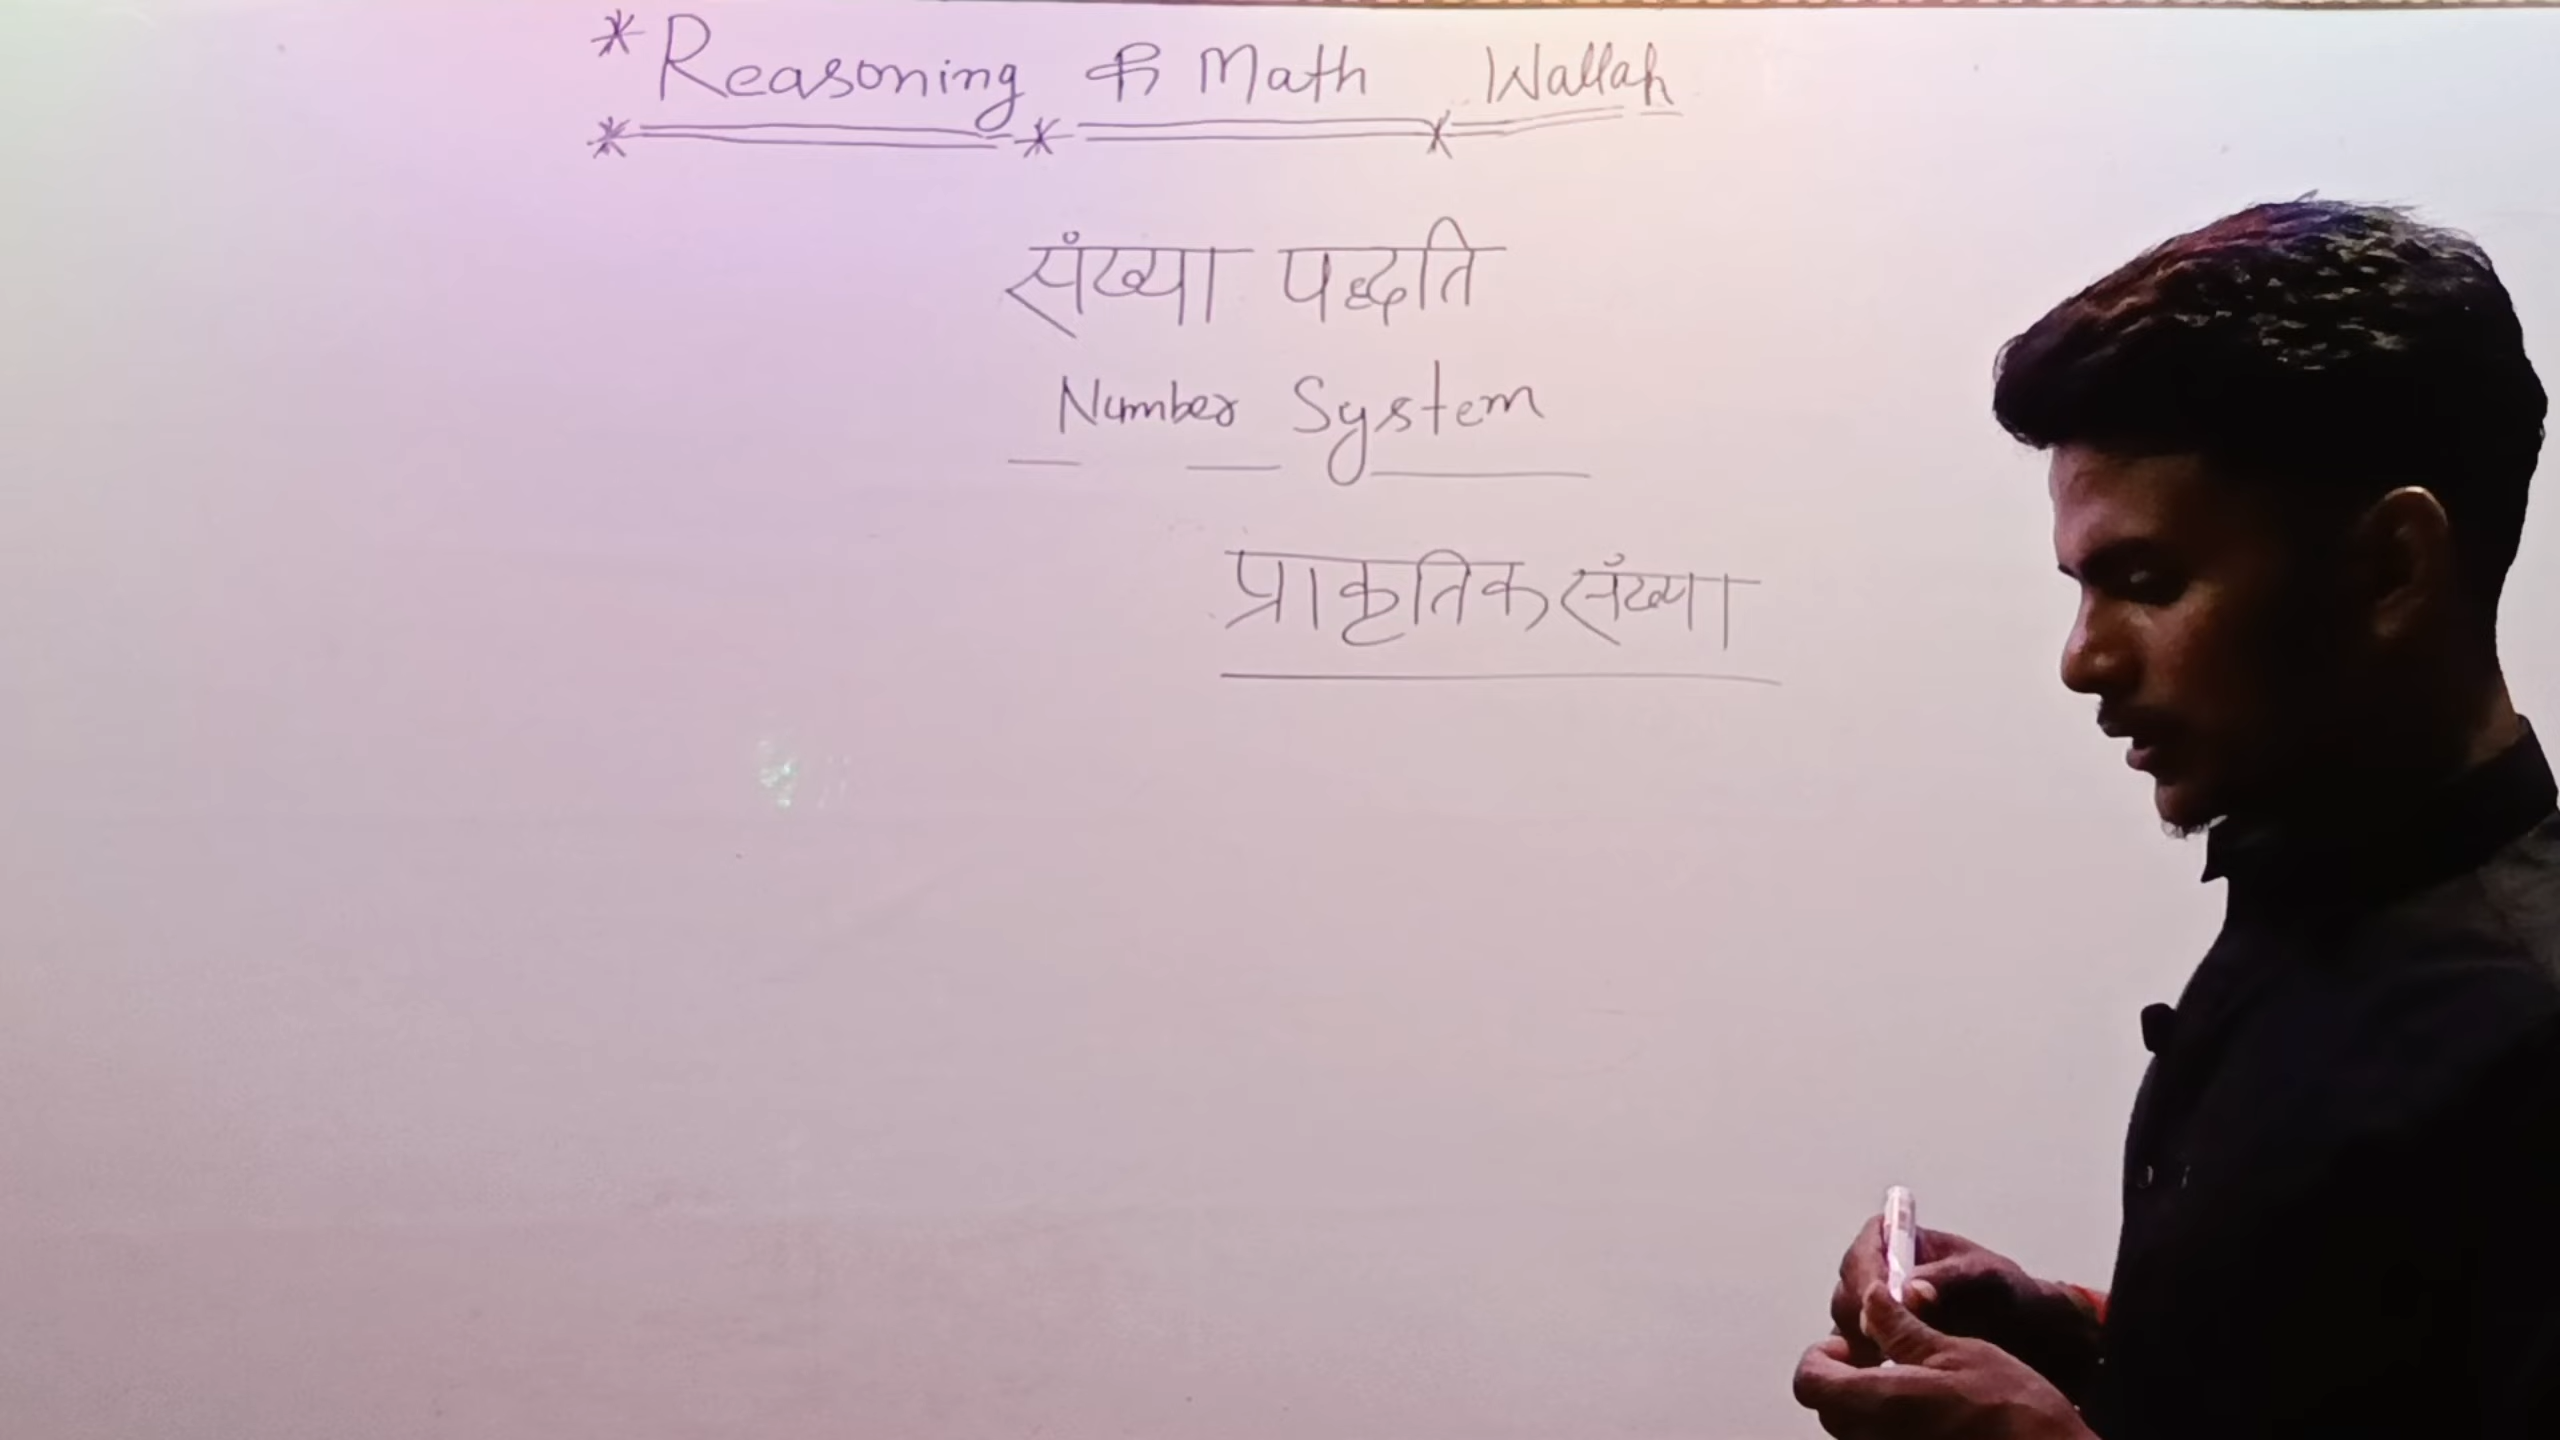 * Reasoning & Math Wallah
संख्या पद्धति
Number System
प्राकृतिक संख्या